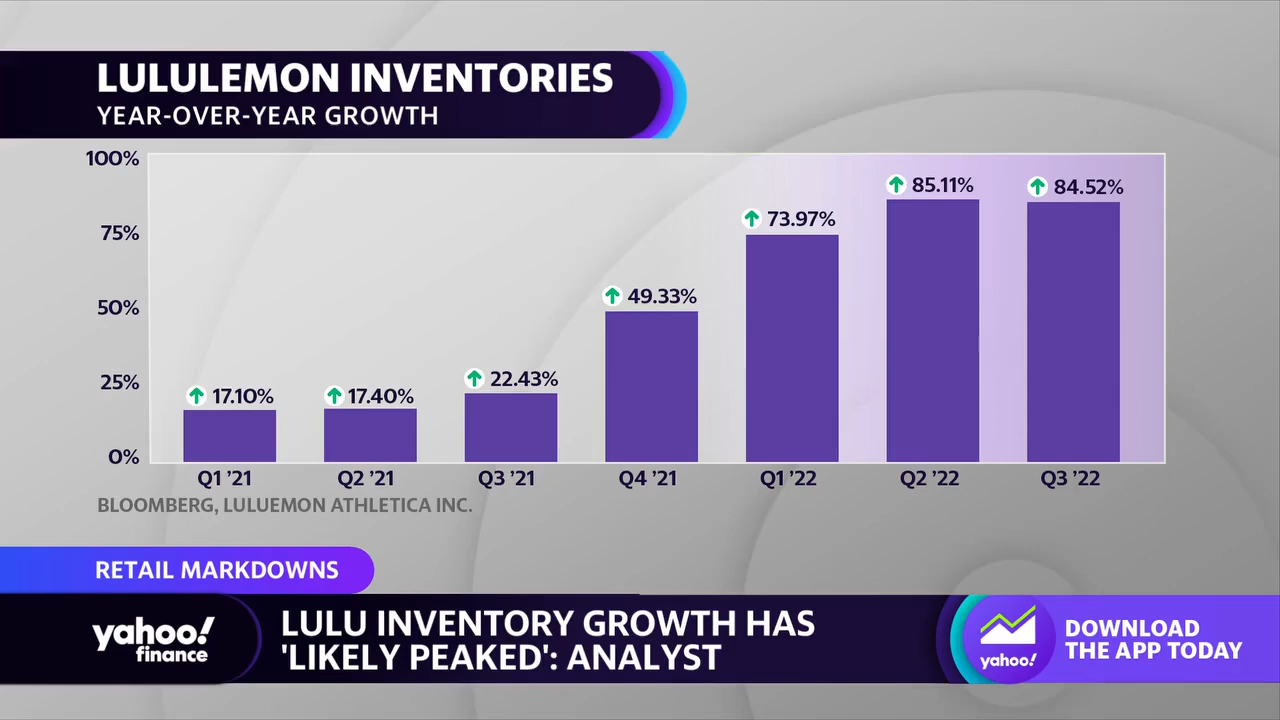 LULULEMON INVENTORIES
YEAR-OVER-YEAR GROWTH
100%
75%
50%
25%
0%
17.10%
17.40%
22.43%
49.33%
73.97%
85.11%
84.52%
Q1 '21
Q2 '21
Q3 '21
Q4 '21
Q1 '22
Q2 '22
Q3 '22
BLOOMBERG, LULUEMON ATHLETICA INC.
RETAIL MARKDOWNS
yahoo!
finance
LULU INVENTORY GROWTH HAS
'LIKELY PEAKED': ANALYST
yahoo!
DOWNLOAD
THE APP TODAY